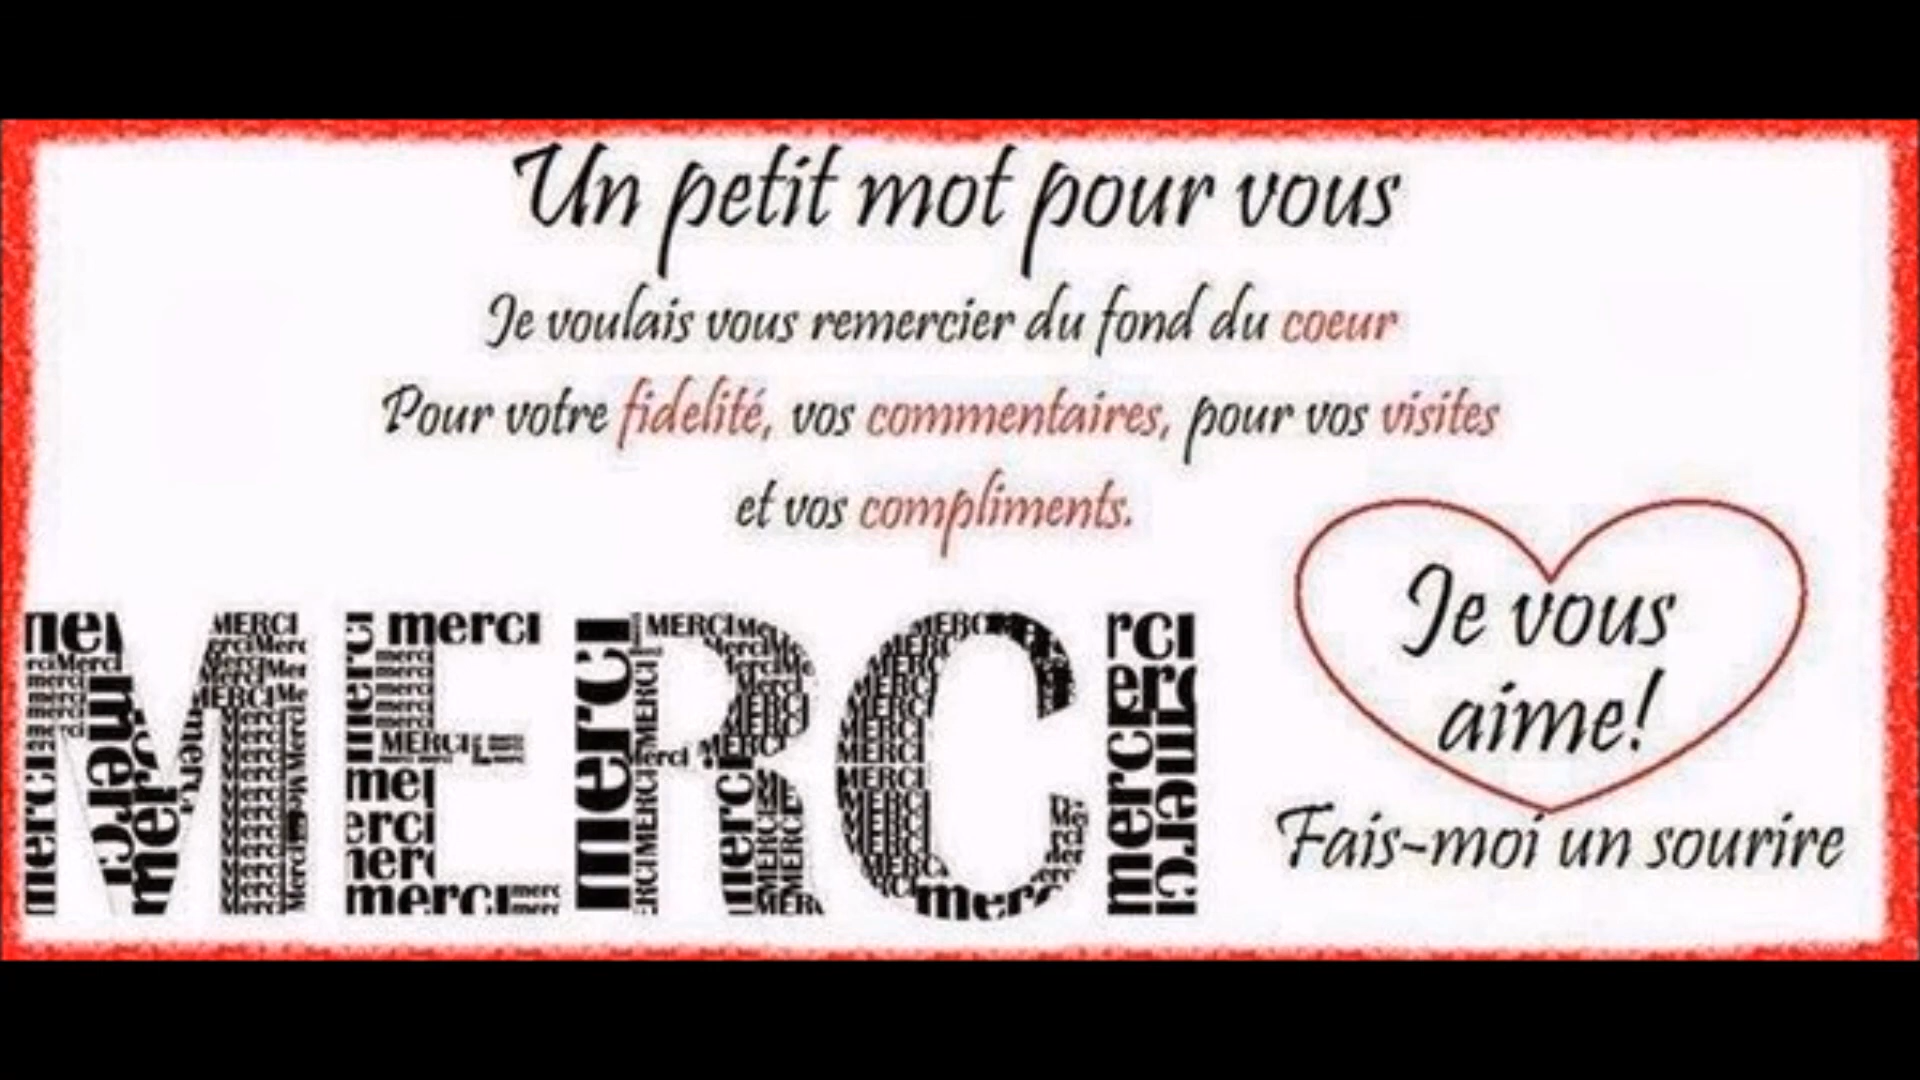 Un petit mot pour vous
Je voulais vous remercier du fond du coeur
Pour votre fidelité, vos commentaires, pour vos visites
et vos compliments.
MERCI
Je vous
aime!
Fais-moi un sourire